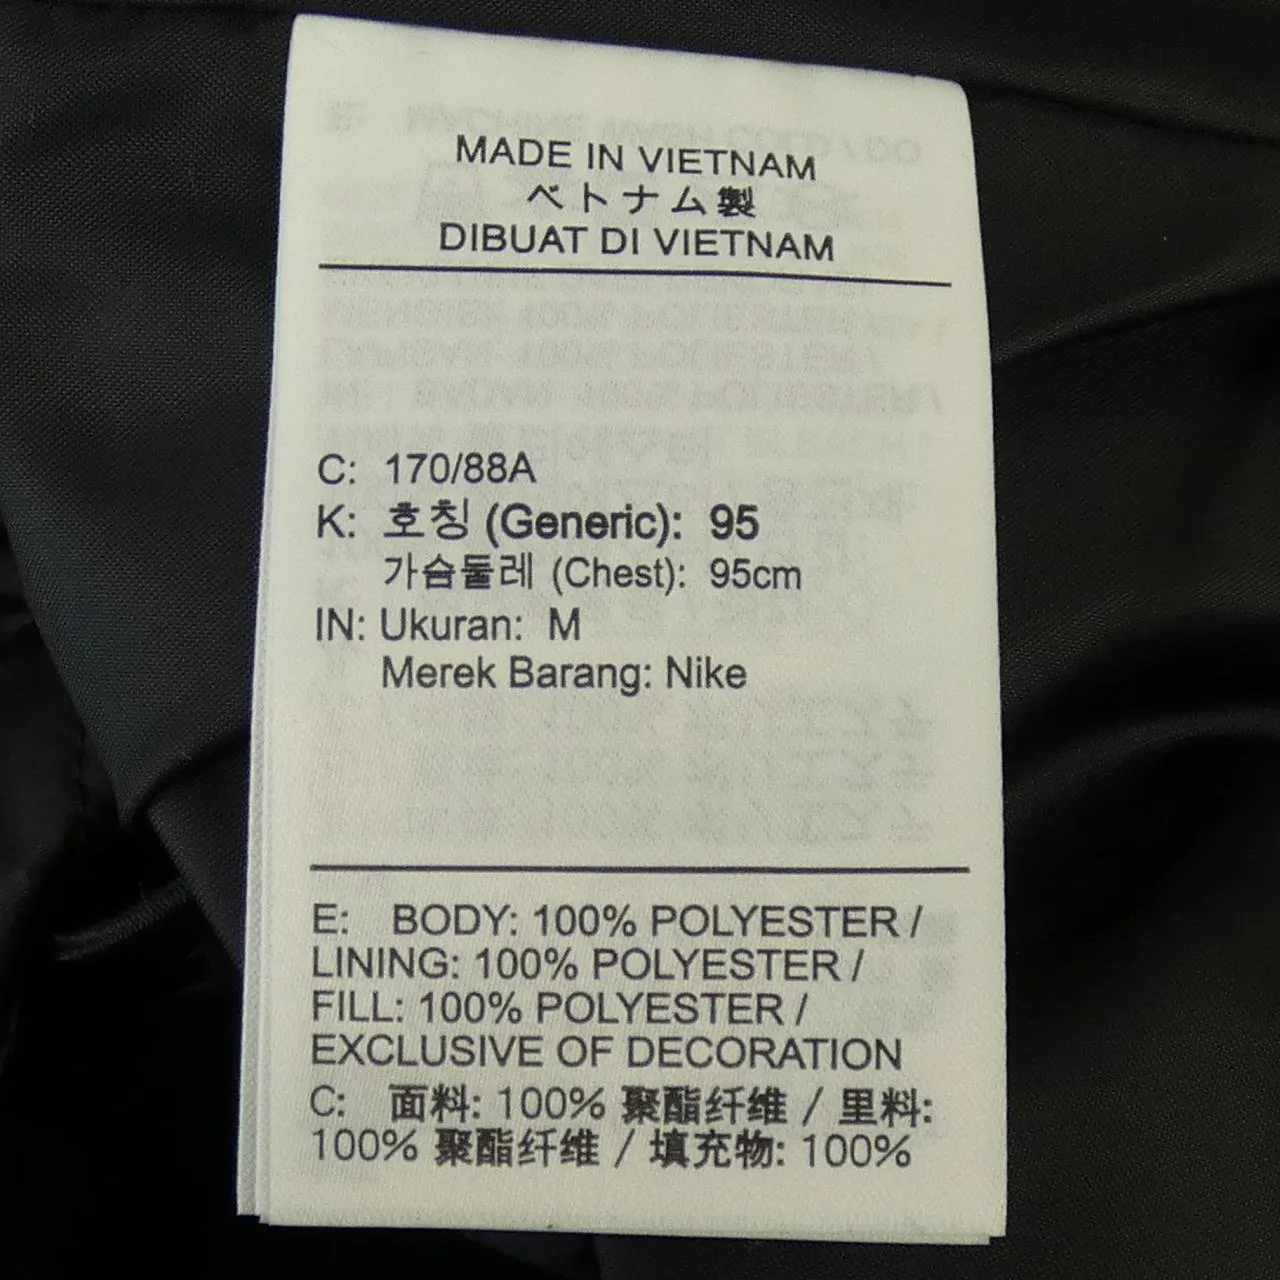 MADE IN VIETNAM
ベトナム製
DIBUAT DI VIETNAM
C: 170/88A
K: 호칭 (Generic): 95
가슴둘레 (Chest): 95cm
IN: Ukuran: M
Merek Barang: Nike
E: BODY: 100% POLYESTER /
LINING: 100% POLYESTER /
FILL: 100% POLYESTER /
EXCLUSIVE OF DECORATION
C: 面料: 100% 聚酯纤维 / 里料:
100% 聚酯纤维 / 填充物: 100%